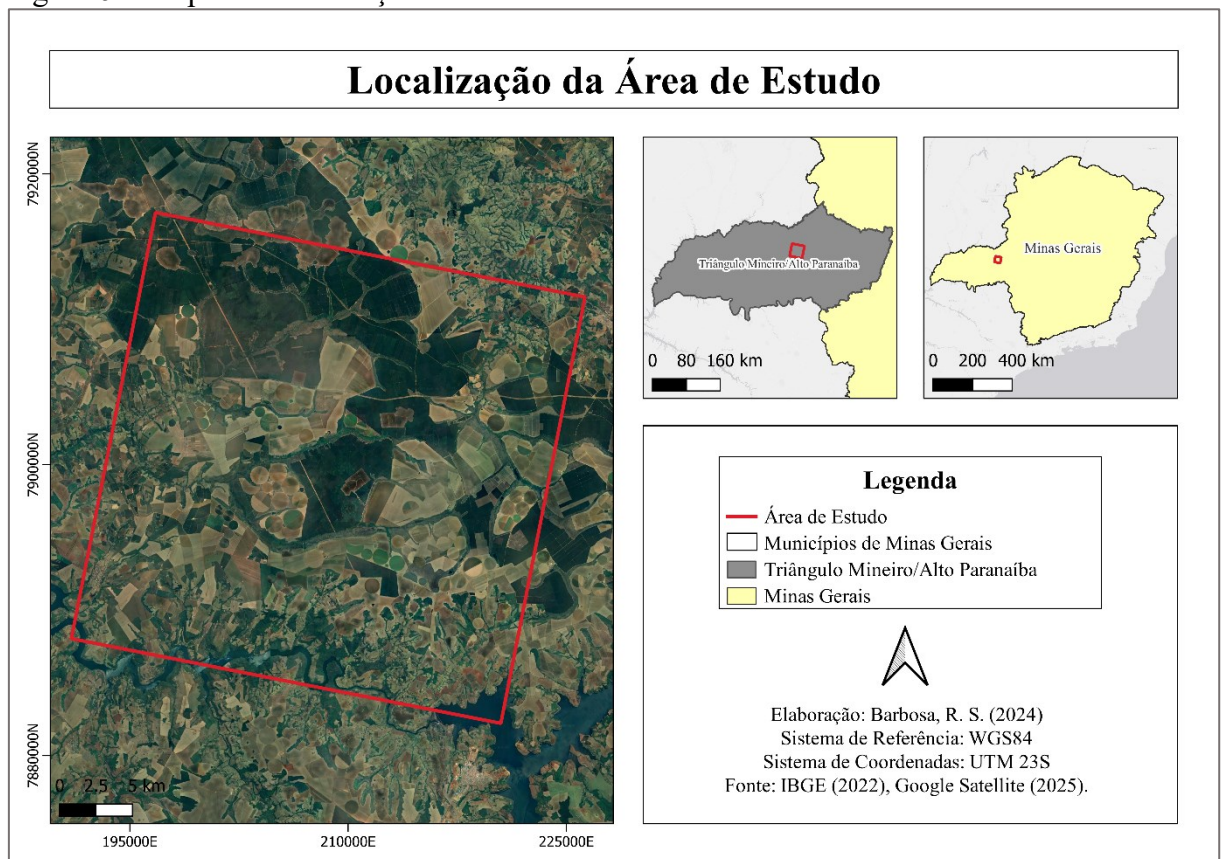 Localização da Área de Estudo
7920000N
7900000N
7880000N
0 2.5 5 km
195000E
210000E
225000E
Triângulo Mineiro/Alto Paranaíba
0 80 160 km
Minas Gerais
0 200 400 km
Legenda
Área de Estudo
Municípios de Minas Gerais
Triângulo Mineiro/Alto Paranaíba
Minas Gerais
Elaboração: Barbosa, R. S. (2024)
Sistema de Referência: WGS84
Sistema de Coordenadas: UTM 23S
Fonte: IBGE (2022), Google Satellite (2025).